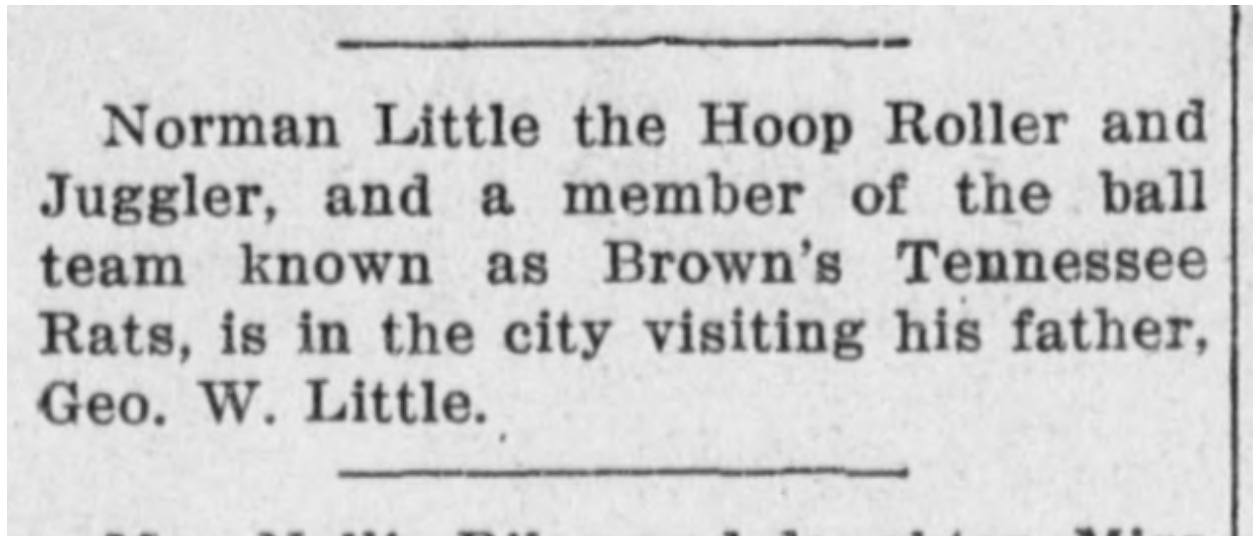 Norman Little the Hoop Roller and
Juggler, and a member of the ball
team known as Brown's Tennessee
Rats, is in the city visiting his father,
Geo. W. Little.